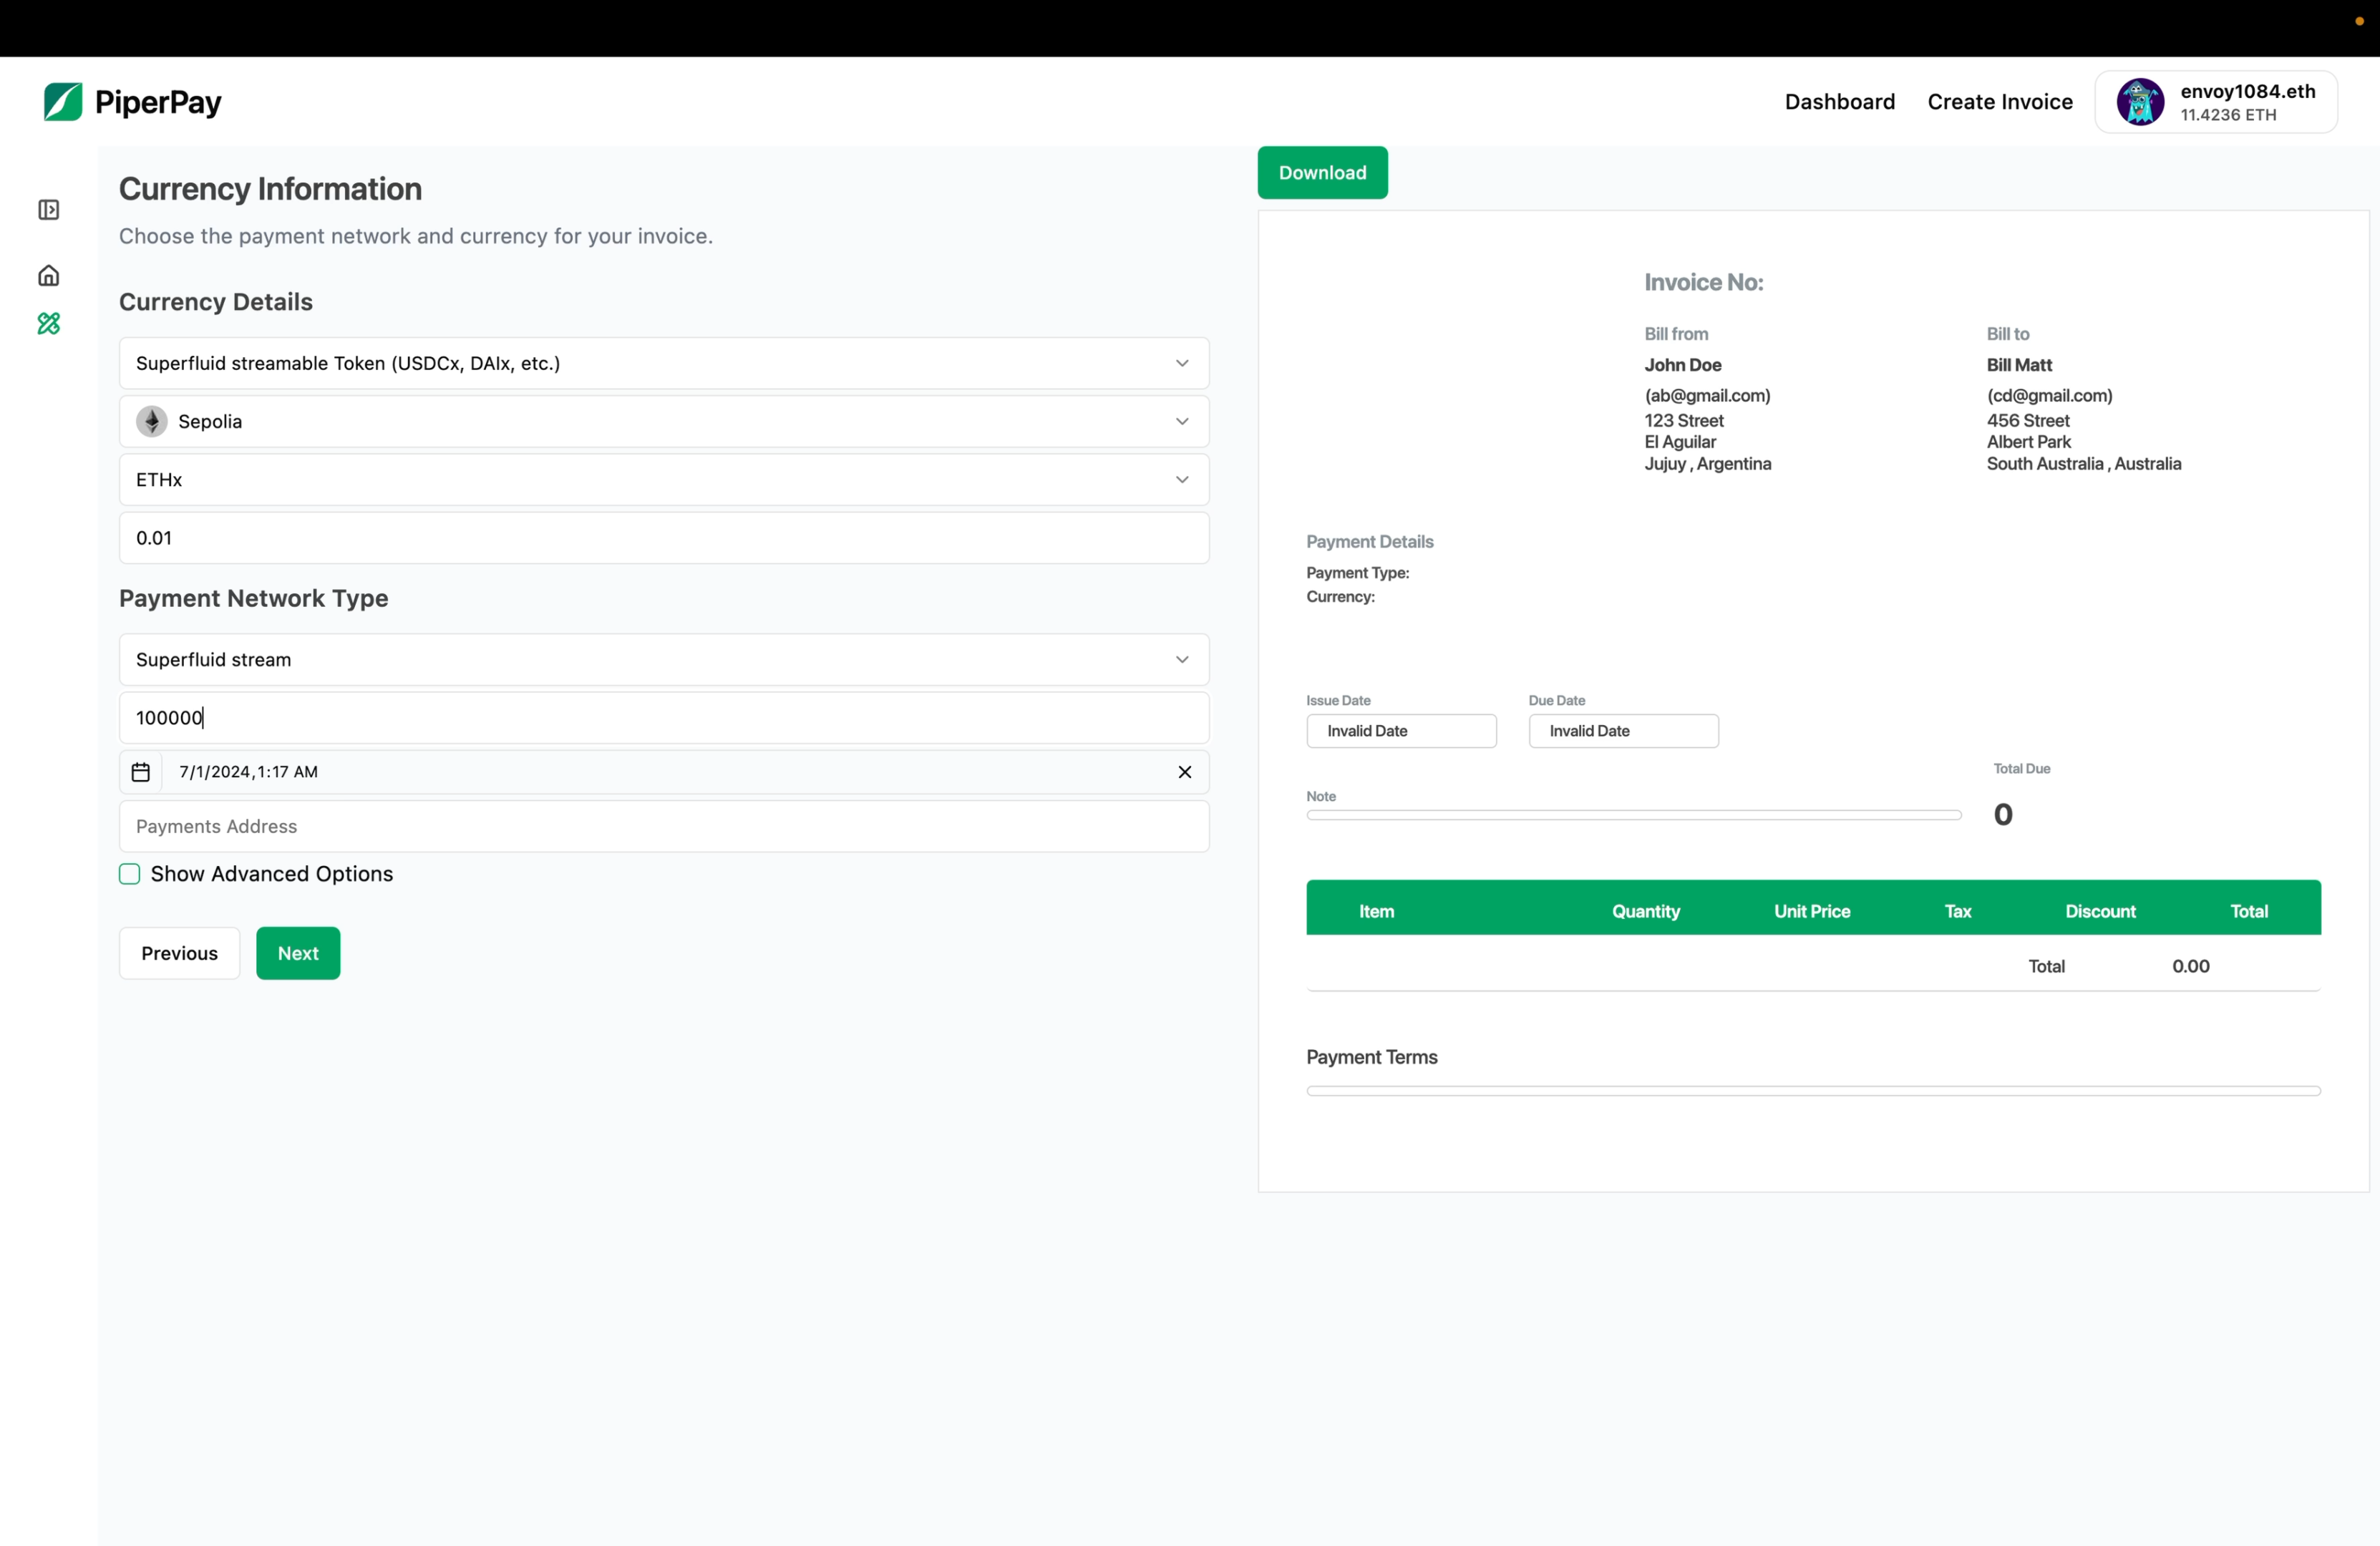 PiperPay
Dashboard
Create Invoice
envoy1084.eth
11.4236 ETH
Currency Information
Choose the payment network and currency for your invoice.
Currency Details
Superfluid streamable Token (USDCx, DAIx, etc.)
Sepolia
ETHx
0.01
Payment Network Type
Superfluid stream
100000
7/1/2024,1:17 AM
Payments Address
Show Advanced Options
Previous
Next
Download
Invoice No:
Bill from
John Doe
(ab@gmail.com)
123 Street
El Aguilar
Jujuy , Argentina
Bill to
Bill Matt
(cd@gmail.com)
456 Street
Albert Park
South Australia , Australia
Payment Details
Payment Type:
Currency:
Issue Date
Invalid Date
Due Date
Invalid Date
Note
Total Due
0
Item Quantity Unit Price Tax Discount Total
Total 0.00
Payment Terms